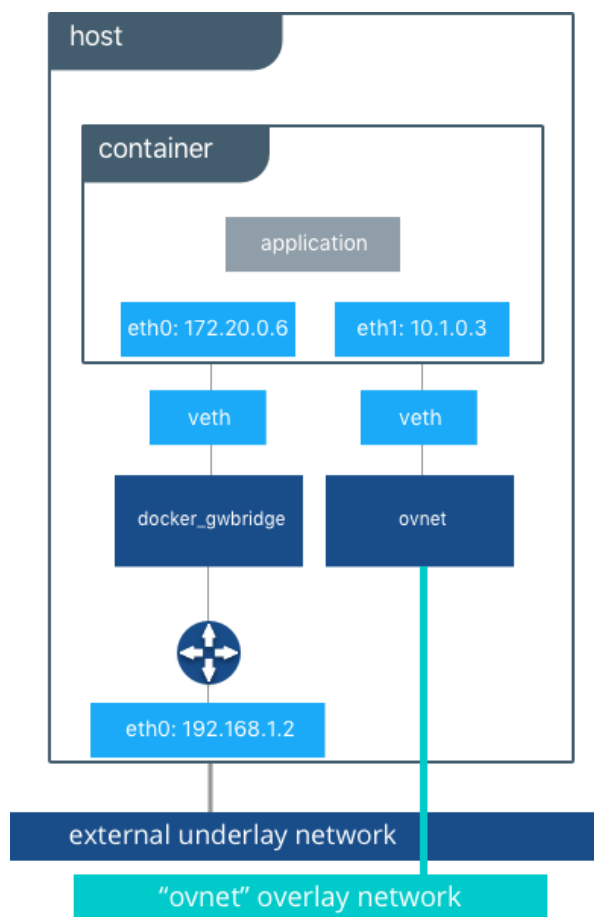 host
container
application
eth0: 172.20.0.6
eth1: 10.1.0.3
veth
veth
docker_gwbridge
ovnet
eth0: 192.168.1.2
external underlay network
“ovnet” overlay network